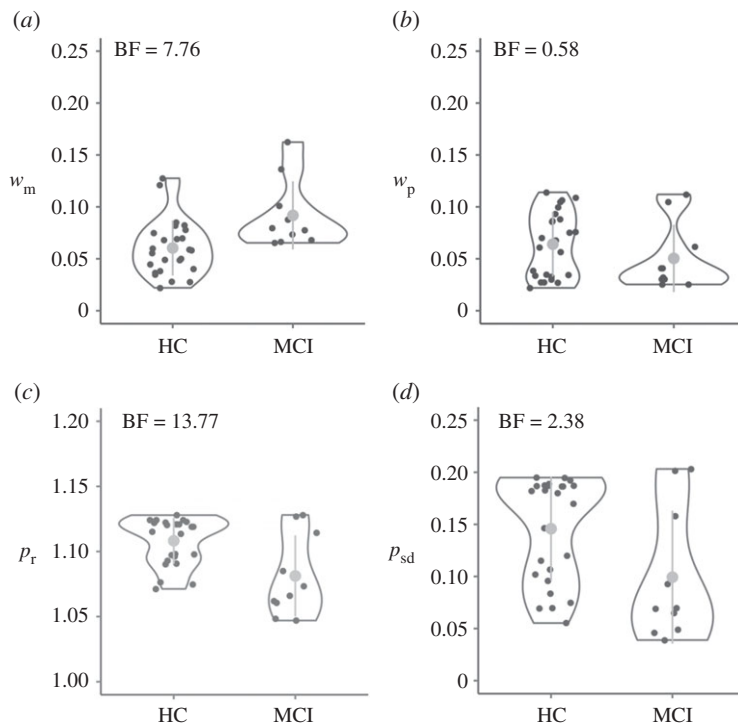 (a)
BF = 7.76
0.25
0.20
0.15
0.10
0.05
0
w_m
HC MCI
(b)
BF = 0.58
0.25
0.20
0.15
0.10
0.05
0
w_p
HC MCI
(c)
BF = 13.77
1.20
1.15
1.10
1.05
1.00
p_r
HC MCI
(d)
BF = 2.38
0.25
0.20
0.15
0.10
0.05
0
p_sd
HC MCI